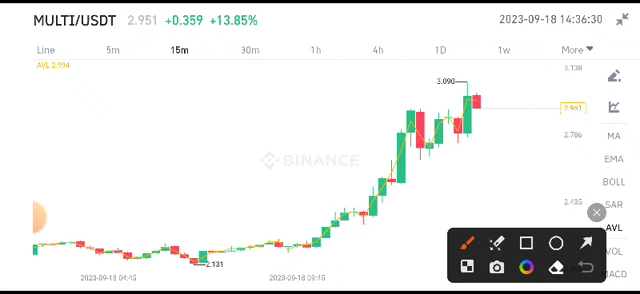 MULTI/USDT 2.951 +0.359 +13.85% 2023-09-18 14:36:30
Line 5m 15m 30m 1h 4h 1D 1w More
AVL 2.994
3.138
3.090
2.951
2.786
MA
EMA
BINANCE
BOLL
2.435
SAR
AVL
2.131
VOL
MACD
2023-09-18 04:45 2023-09-18 09:45